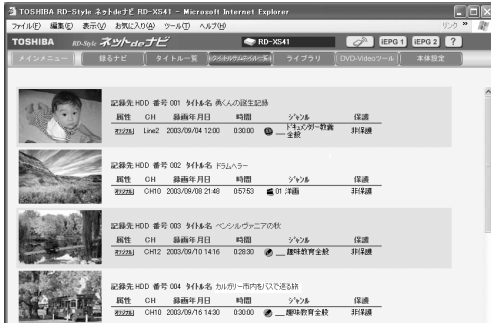 TOSHIBA RD-Style ネットdeナビ RD-XS41 - Microsoft Internet Explorer
ファイル(F) 編集(E) 表示(V) お気に入り(A) ツール(T) ヘルプ(H) リンク »
TOSHIBA RD-Style ネットdeナビ RD-XS41 iEPG 1 iEPG 2 ?
メインメニュー 録るナビ タイトル一覧 ライブラリ DVD-Videoツール 本体設定
記録先 HDD 番号 001 タイトル名 勇くんの誕生記録
属性 CH 録画年月日 時間 ジャンル 保護
オリジナル Line2 2003/09/04 12:00 0:30:00 ドキュメンタリー教養全般 非保護
記録先 HDD 番号 002 タイトル名 ドラムヘラー
属性 CH 録画年月日 時間 ジャンル 保護
オリジナル CH10 2003/09/08 21:48 0:57:53 01 洋画 非保護
記録先 HDD 番号 003 タイトル名 ペンシルヴァニアの秋
属性 CH 録画年月日 時間 ジャンル 保護
オリジナル CH12 2003/09/10 14:16 0:28:30 __ 趣味教育全般 非保護
記録先 HDD 番号 004 タイトル名 カルガリー市内をバスで巡る旅
属性 CH 録画年月日 時間 ジャンル 保護
オリジナル CH10 2003/09/16 14:30 0:30:00 __ 趣味教育全般 非保護